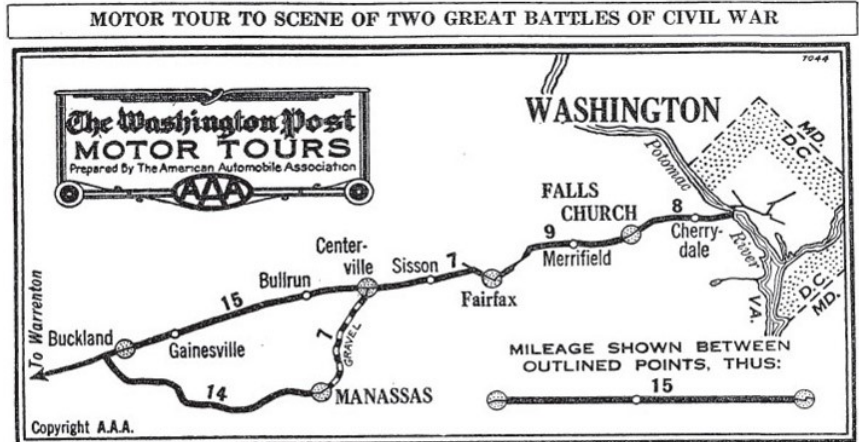 MOTOR TOUR TO SCENE OF TWO GREAT BATTLES OF CIVIL WAR
7044
The Washington Post
MOTOR TOURS
Prepared By The American Automobile Association
AAA
WASHINGTON
MD.
D.C.
Potomac
River
FALLS
CHURCH
8
Cherry-
dale
9
Merrifield
Center-
ville
Sisson
7
Fairfax
Bullrun
15
D.C.
MD.
VA.
To Warrenton
Buckland
Gainesville
7
GRAVEL
14
MANASSAS
MILEAGE SHOWN BETWEEN
OUTLINED POINTS, THUS:
15
Copyright A.A.A.